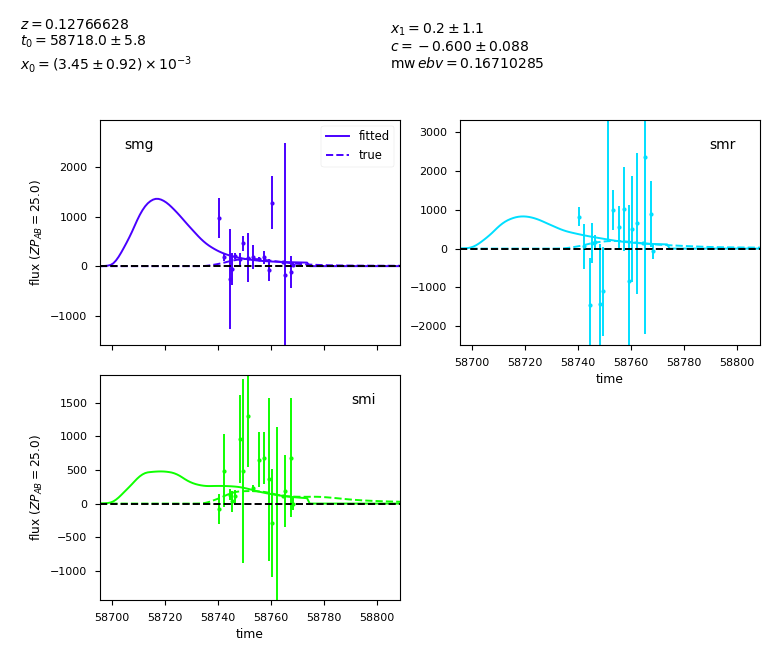 z = 0.12766628
t₀ = 58718.0 ± 5.8
x₀ = (3.45 ± 0.92) × 10⁻³
x₁ = 0.2 ± 1.1
c = −0.600 ± 0.088
mw ebv = 0.16710285
smg
fitted
true
2000
1000
0
−1000
flux (ZP_AB = 25.0)
smr
3000
2000
1000
0
−1000
−2000
58700 58720 58740 58760 58780 58800
time
smi
1500
1000
500
0
−500
−1000
flux (ZP_AB = 25.0)
58700 58720 58740 58760 58780 58800
time